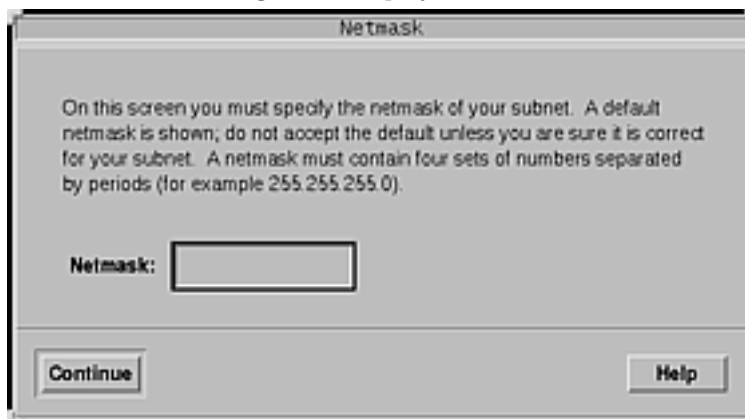 Netmask
On this screen you must specify the netmask of your subnet. A default
netmask is shown; do not accept the default unless you are sure it is correct
for your subnet. A netmask must contain four sets of numbers separated
by periods (for example 255.255.255.0).
Netmask:
Continue
Help